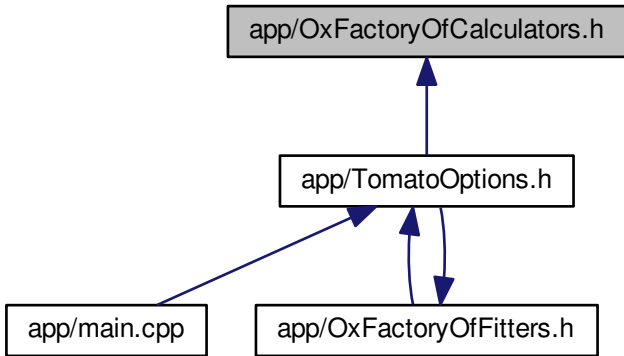 app/OxFactoryOfCalculators.h
app/TomatoOptions.h
app/main.cpp
app/OxFactoryOfFitters.h